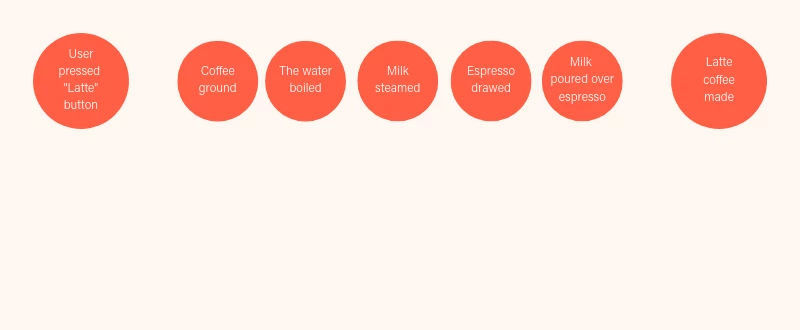 User
pressed
"Latte"
button
Coffee
ground
The water
boiled
Milk
steamed
Espresso
drawed
Milk
poured over
espresso
Latte
coffee
made